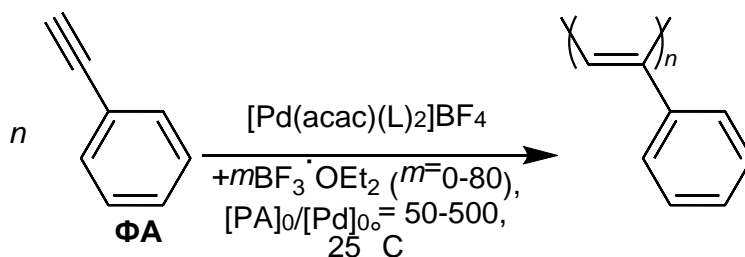 n
ФА
[Pd(acac)(L)2]BF4
+mBF3·OEt2 (m=0-80),
[PA]0/[Pd]0 = 50-500,
25 °C
n